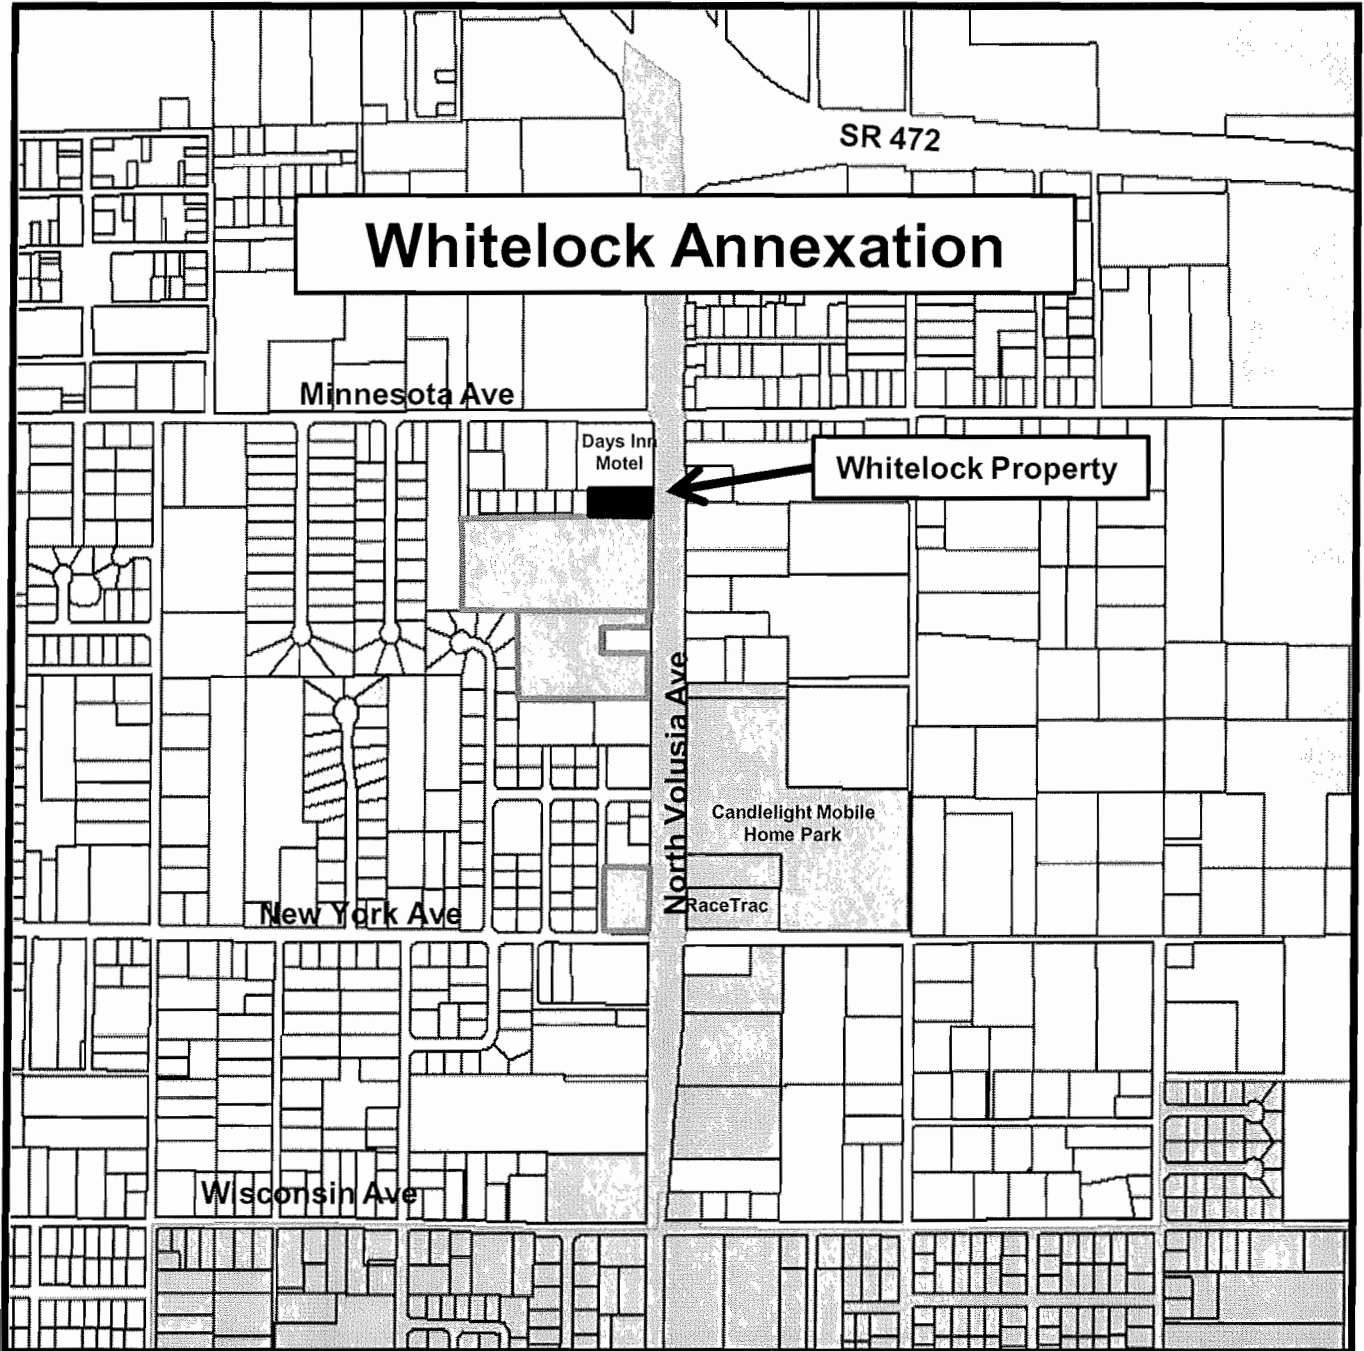 SR 472
Whitelock Annexation
Minnesota Ave
Days Inn
Motel
Whitelock Property
North Volusia Ave
Candlelight Mobile
Home Park
RaceTrac
New York Ave
Wisconsin Ave